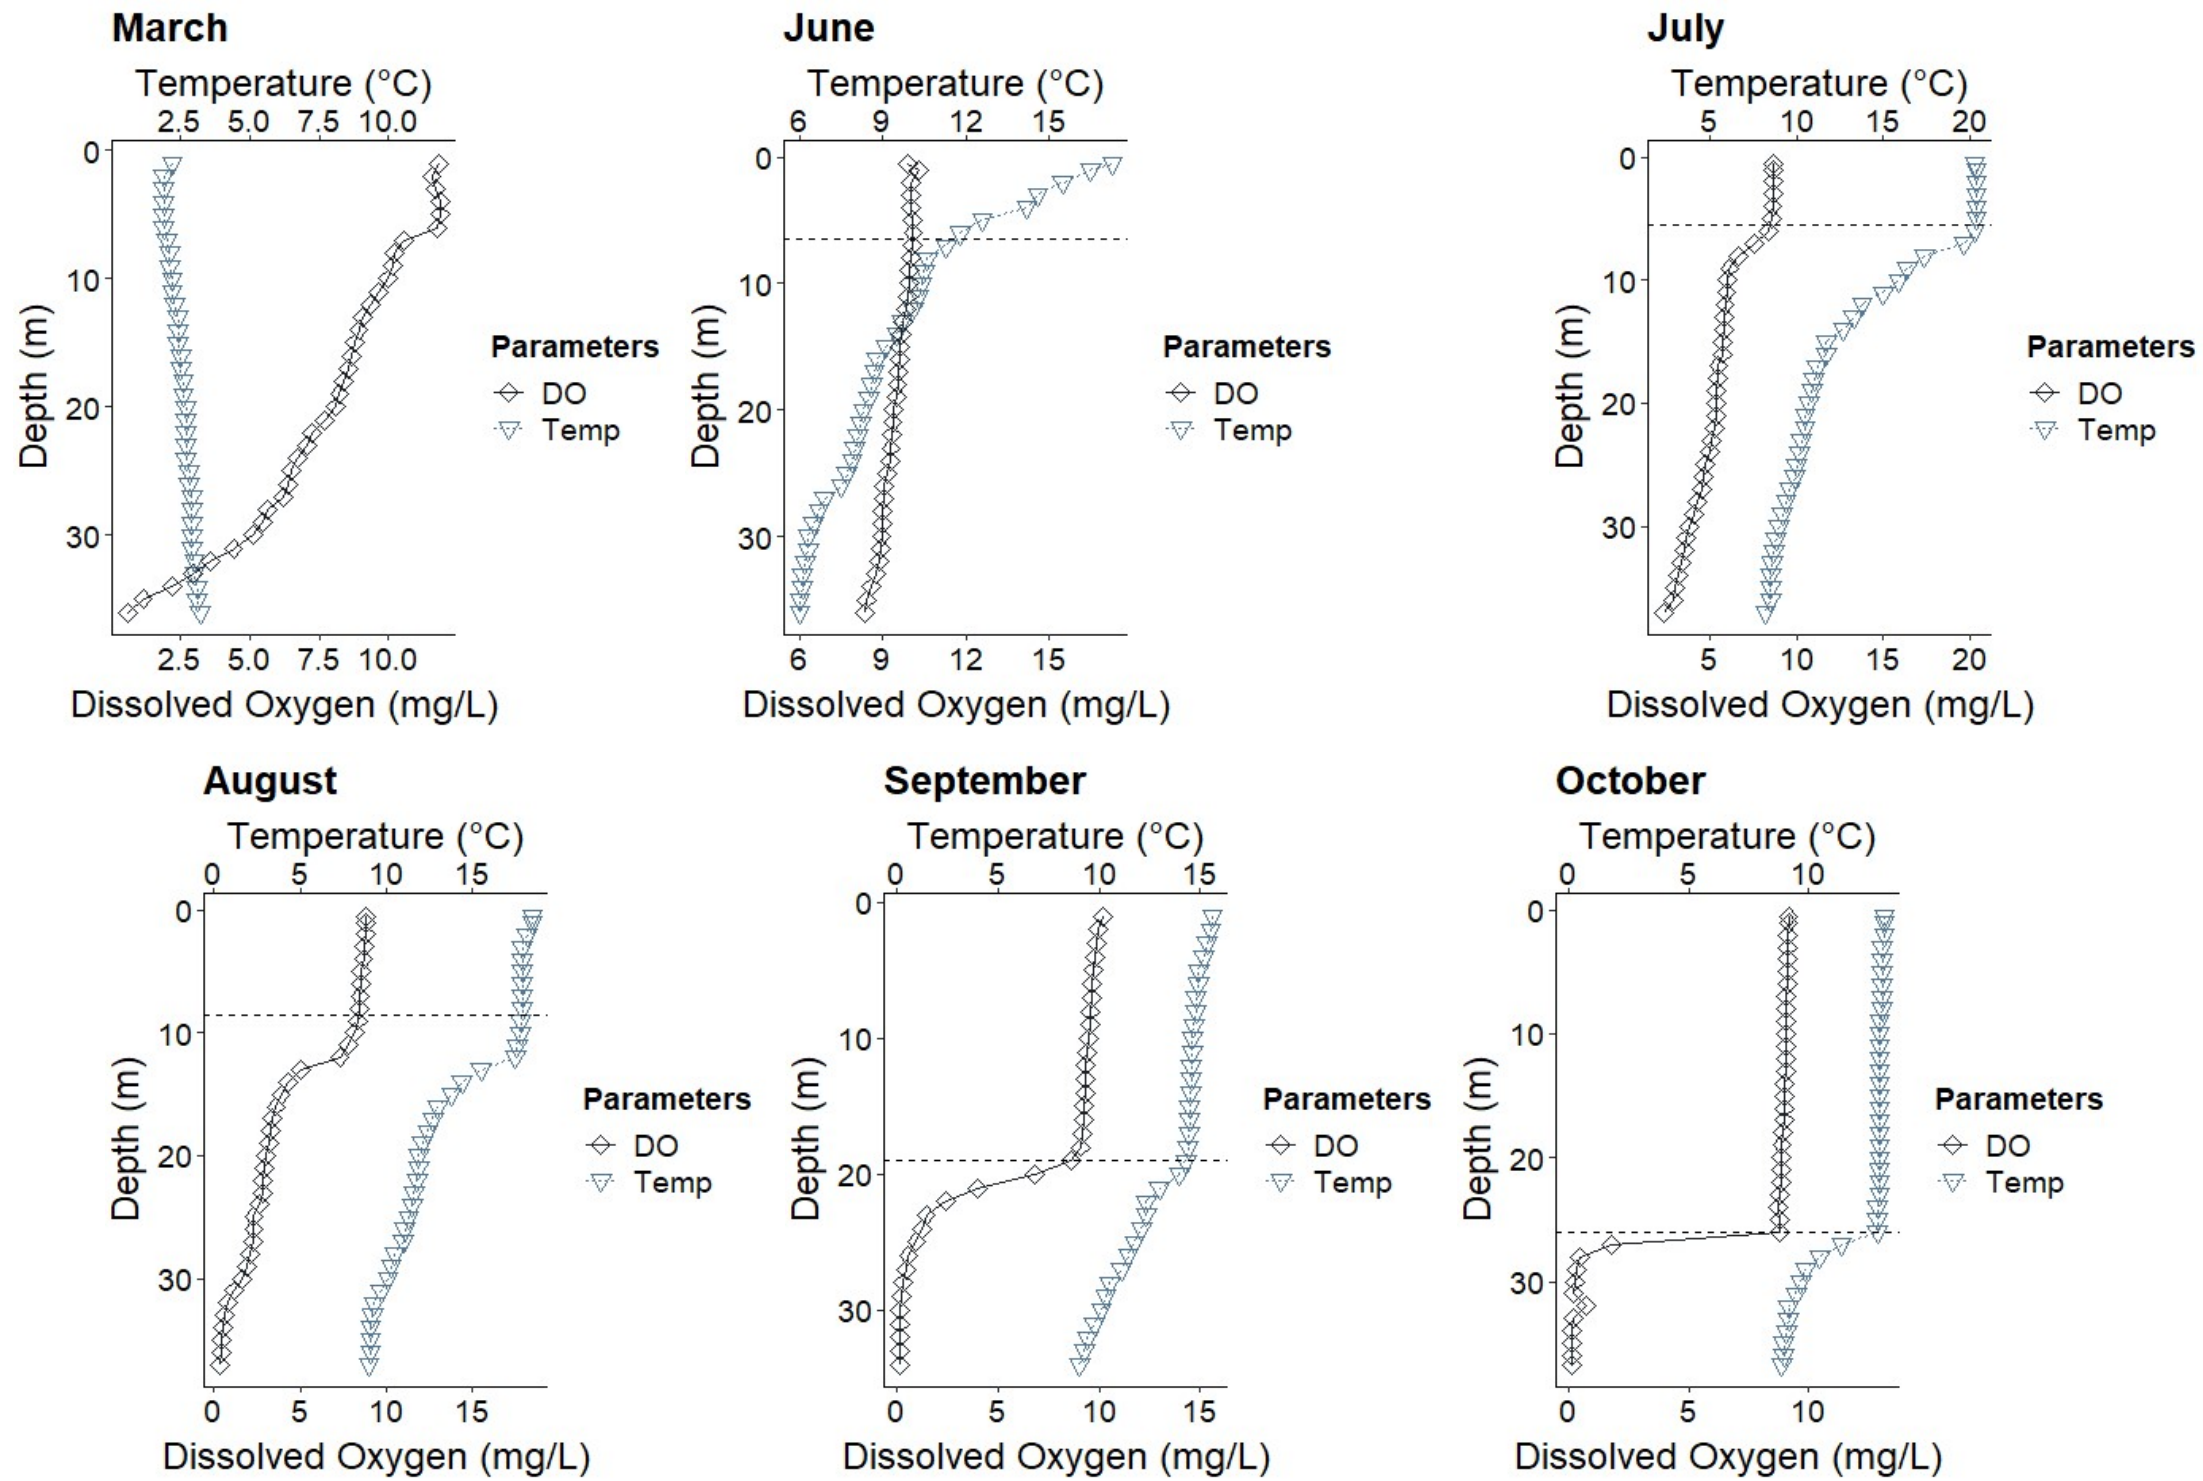 March
Temperature (°C)
2.5 5.0 7.5 10.0
0
10
20
30
Depth (m)
2.5 5.0 7.5 10.0
Dissolved Oxygen (mg/L)
Parameters
DO
Temp
June
Temperature (°C)
6 9 12 15
0
10
20
30
Depth (m)
6 9 12 15
Dissolved Oxygen (mg/L)
Parameters
DO
Temp
July
Temperature (°C)
5 10 15 20
0
10
20
30
Depth (m)
5 10 15 20
Dissolved Oxygen (mg/L)
Parameters
DO
Temp
August
Temperature (°C)
0 5 10 15
0
10
20
30
Depth (m)
0 5 10 15
Dissolved Oxygen (mg/L)
Parameters
DO
Temp
September
Temperature (°C)
0 5 10 15
0
10
20
30
Depth (m)
0 5 10 15
Dissolved Oxygen (mg/L)
Parameters
DO
Temp
October
Temperature (°C)
0 5 10
0
10
20
30
Depth (m)
0 5 10
Dissolved Oxygen (mg/L)
Parameters
DO
Temp